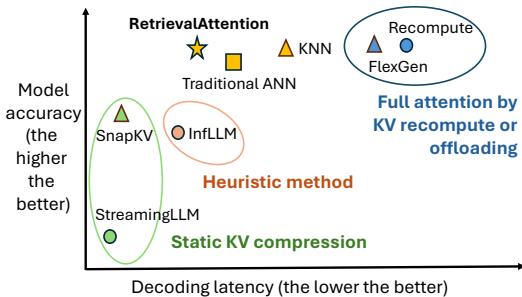 RetrievalAttention
Recompute
KNN
FlexGen
Traditional ANN
Model
accuracy
(the
higher
the
better)
SnapKV
InfLLM
Full attention by
KV recompute or
offloading
Heuristic method
StreamingLLM
Static KV compression
Decoding latency (the lower the better)